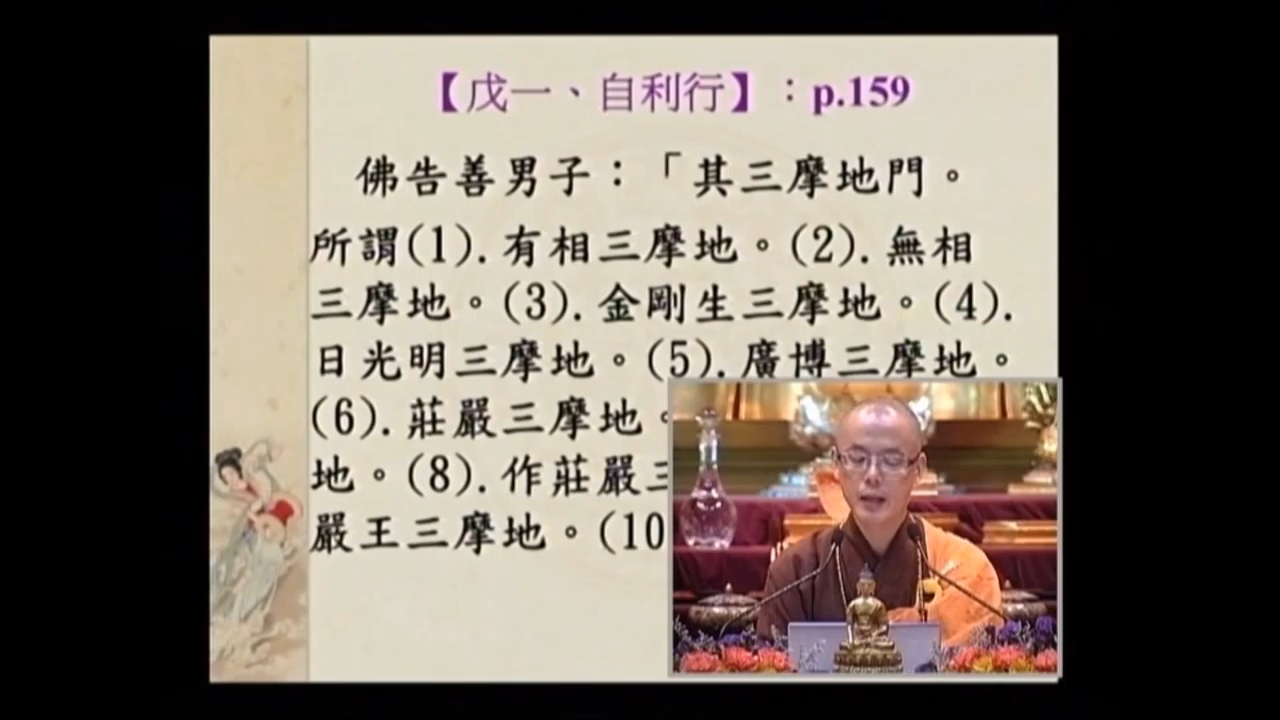 【戊一、自利行】：p.159
佛告善男子：「其三摩地門。
所謂(1).有相三摩地。(2).無相
三摩地。(3).金剛生三摩地。(4).
日光明三摩地。(5).廣博三摩地。
(6).莊嚴三摩地。
地。(8).作莊嚴三
嚴王三摩地。(10